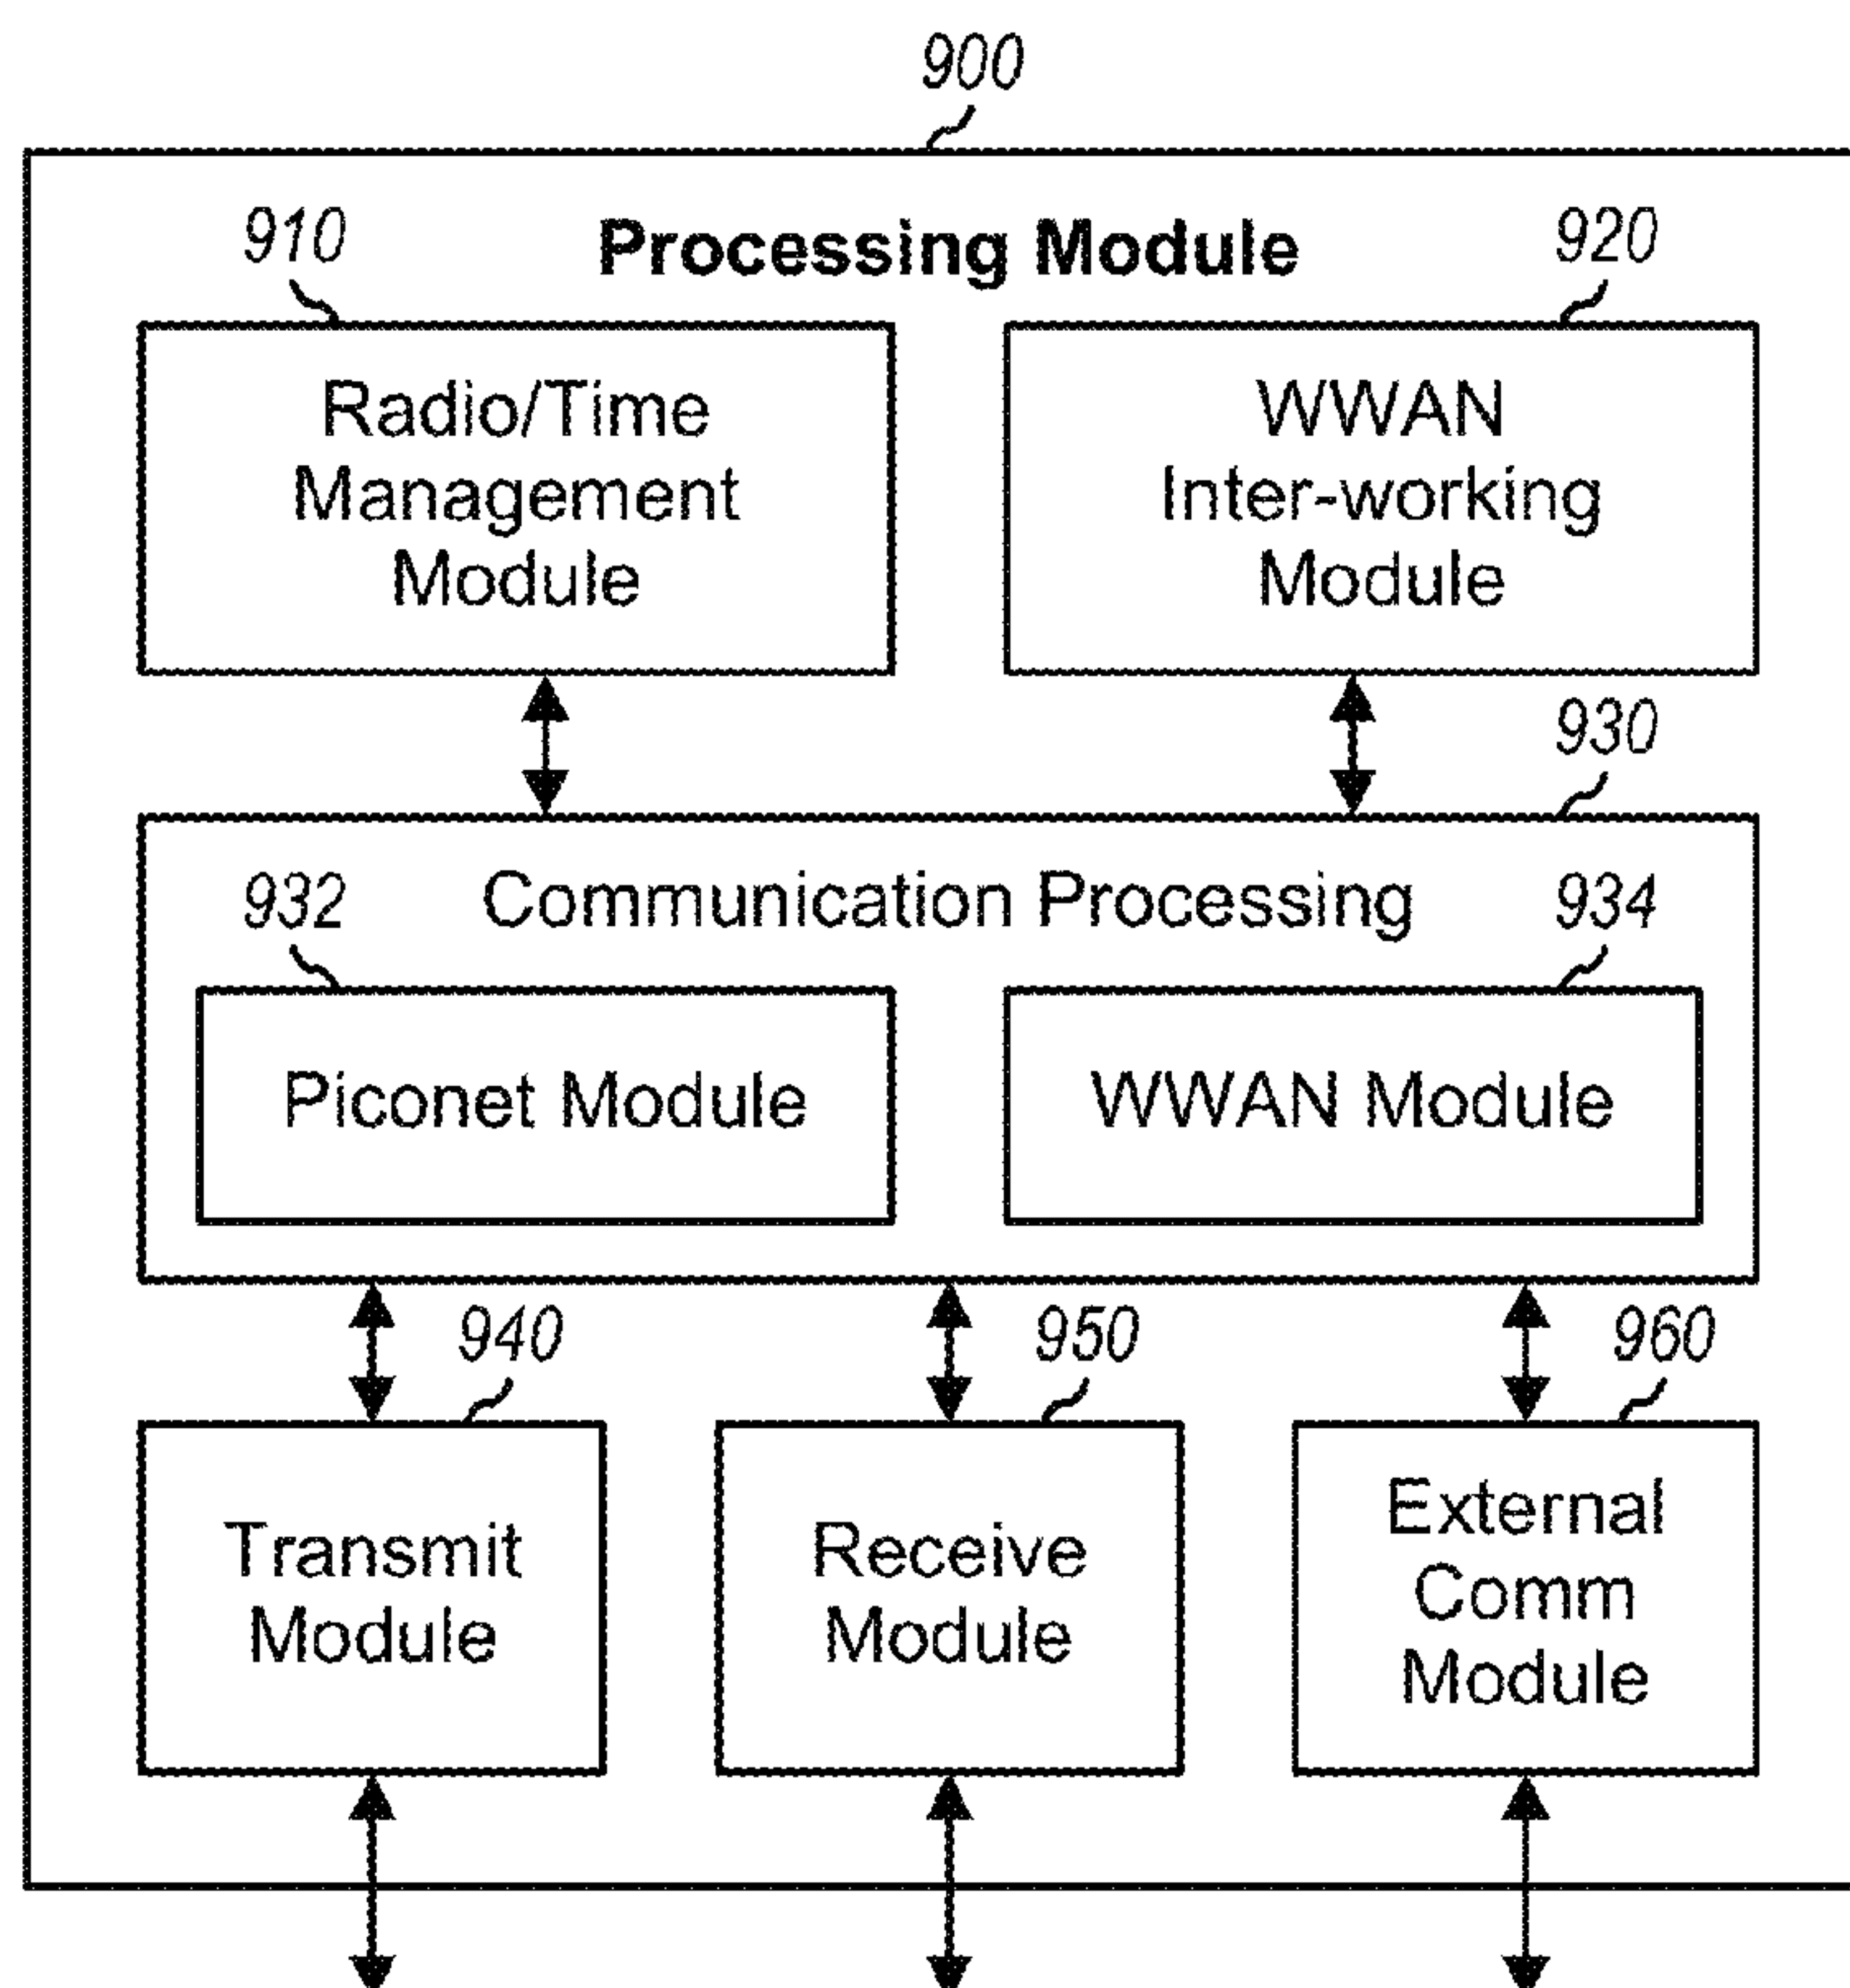 900
910
Processing Module
920
Radio/Time
Management
Module
WWAN
Inter-working
Module
930
932
Communication Processing
934
Piconet Module
WWAN Module
940
950
960
Transmit
Module
Receive
Module
External
Comm
Module